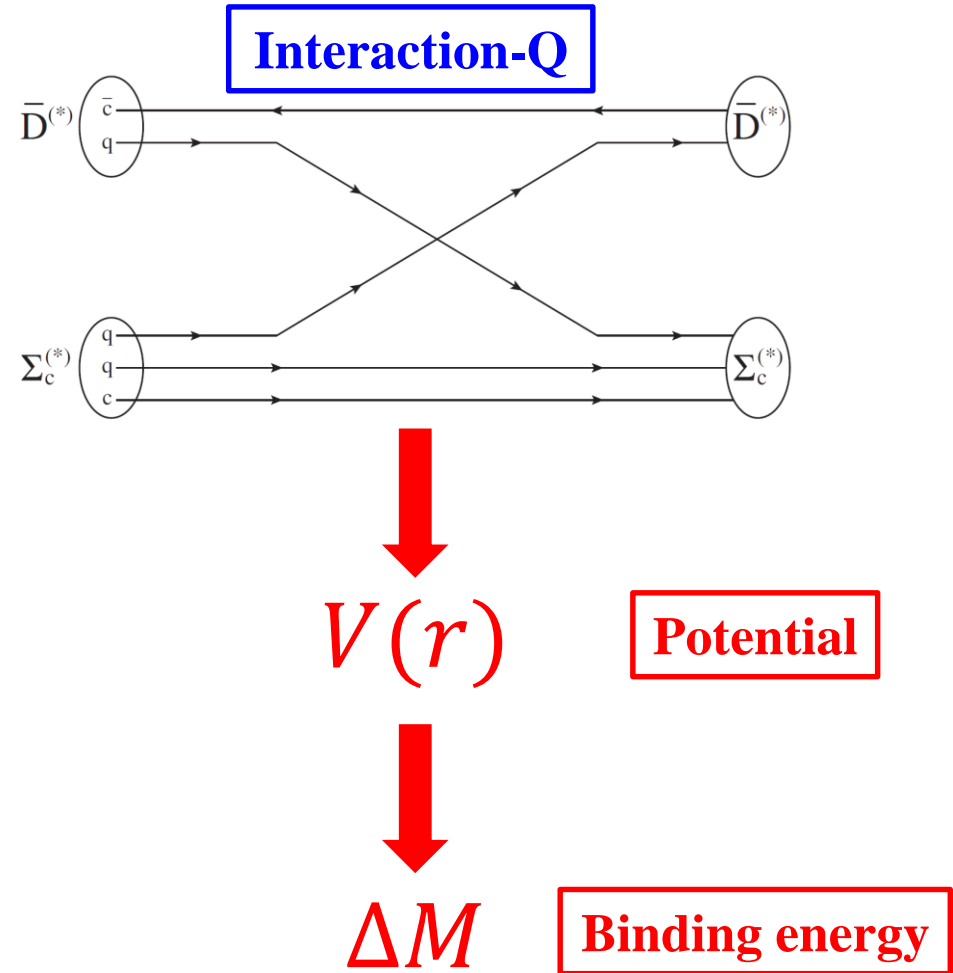 Interaction-Q
D̄⁽*⁾ c̄ D̄⁽*⁾
q
q
Σc⁽*⁾ q Σc⁽*⁾
c
V(r) Potential
ΔM Binding energy